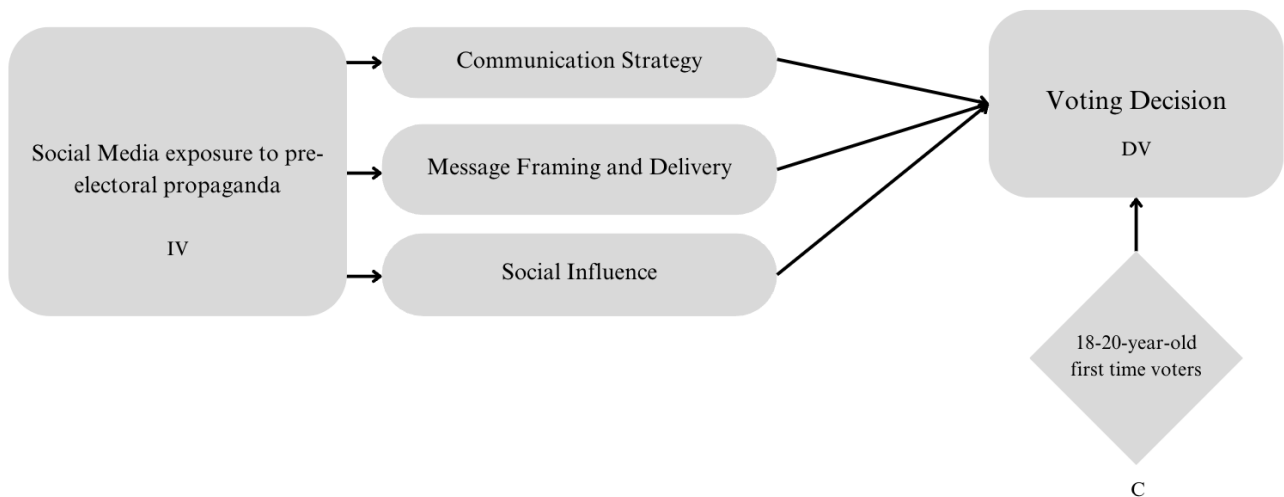 Social Media exposure to pre-
electoral propaganda
IV
Communication Strategy
Message Framing and Delivery
Social Influence
Voting Decision
DV
18-20-year-old
first time voters
C